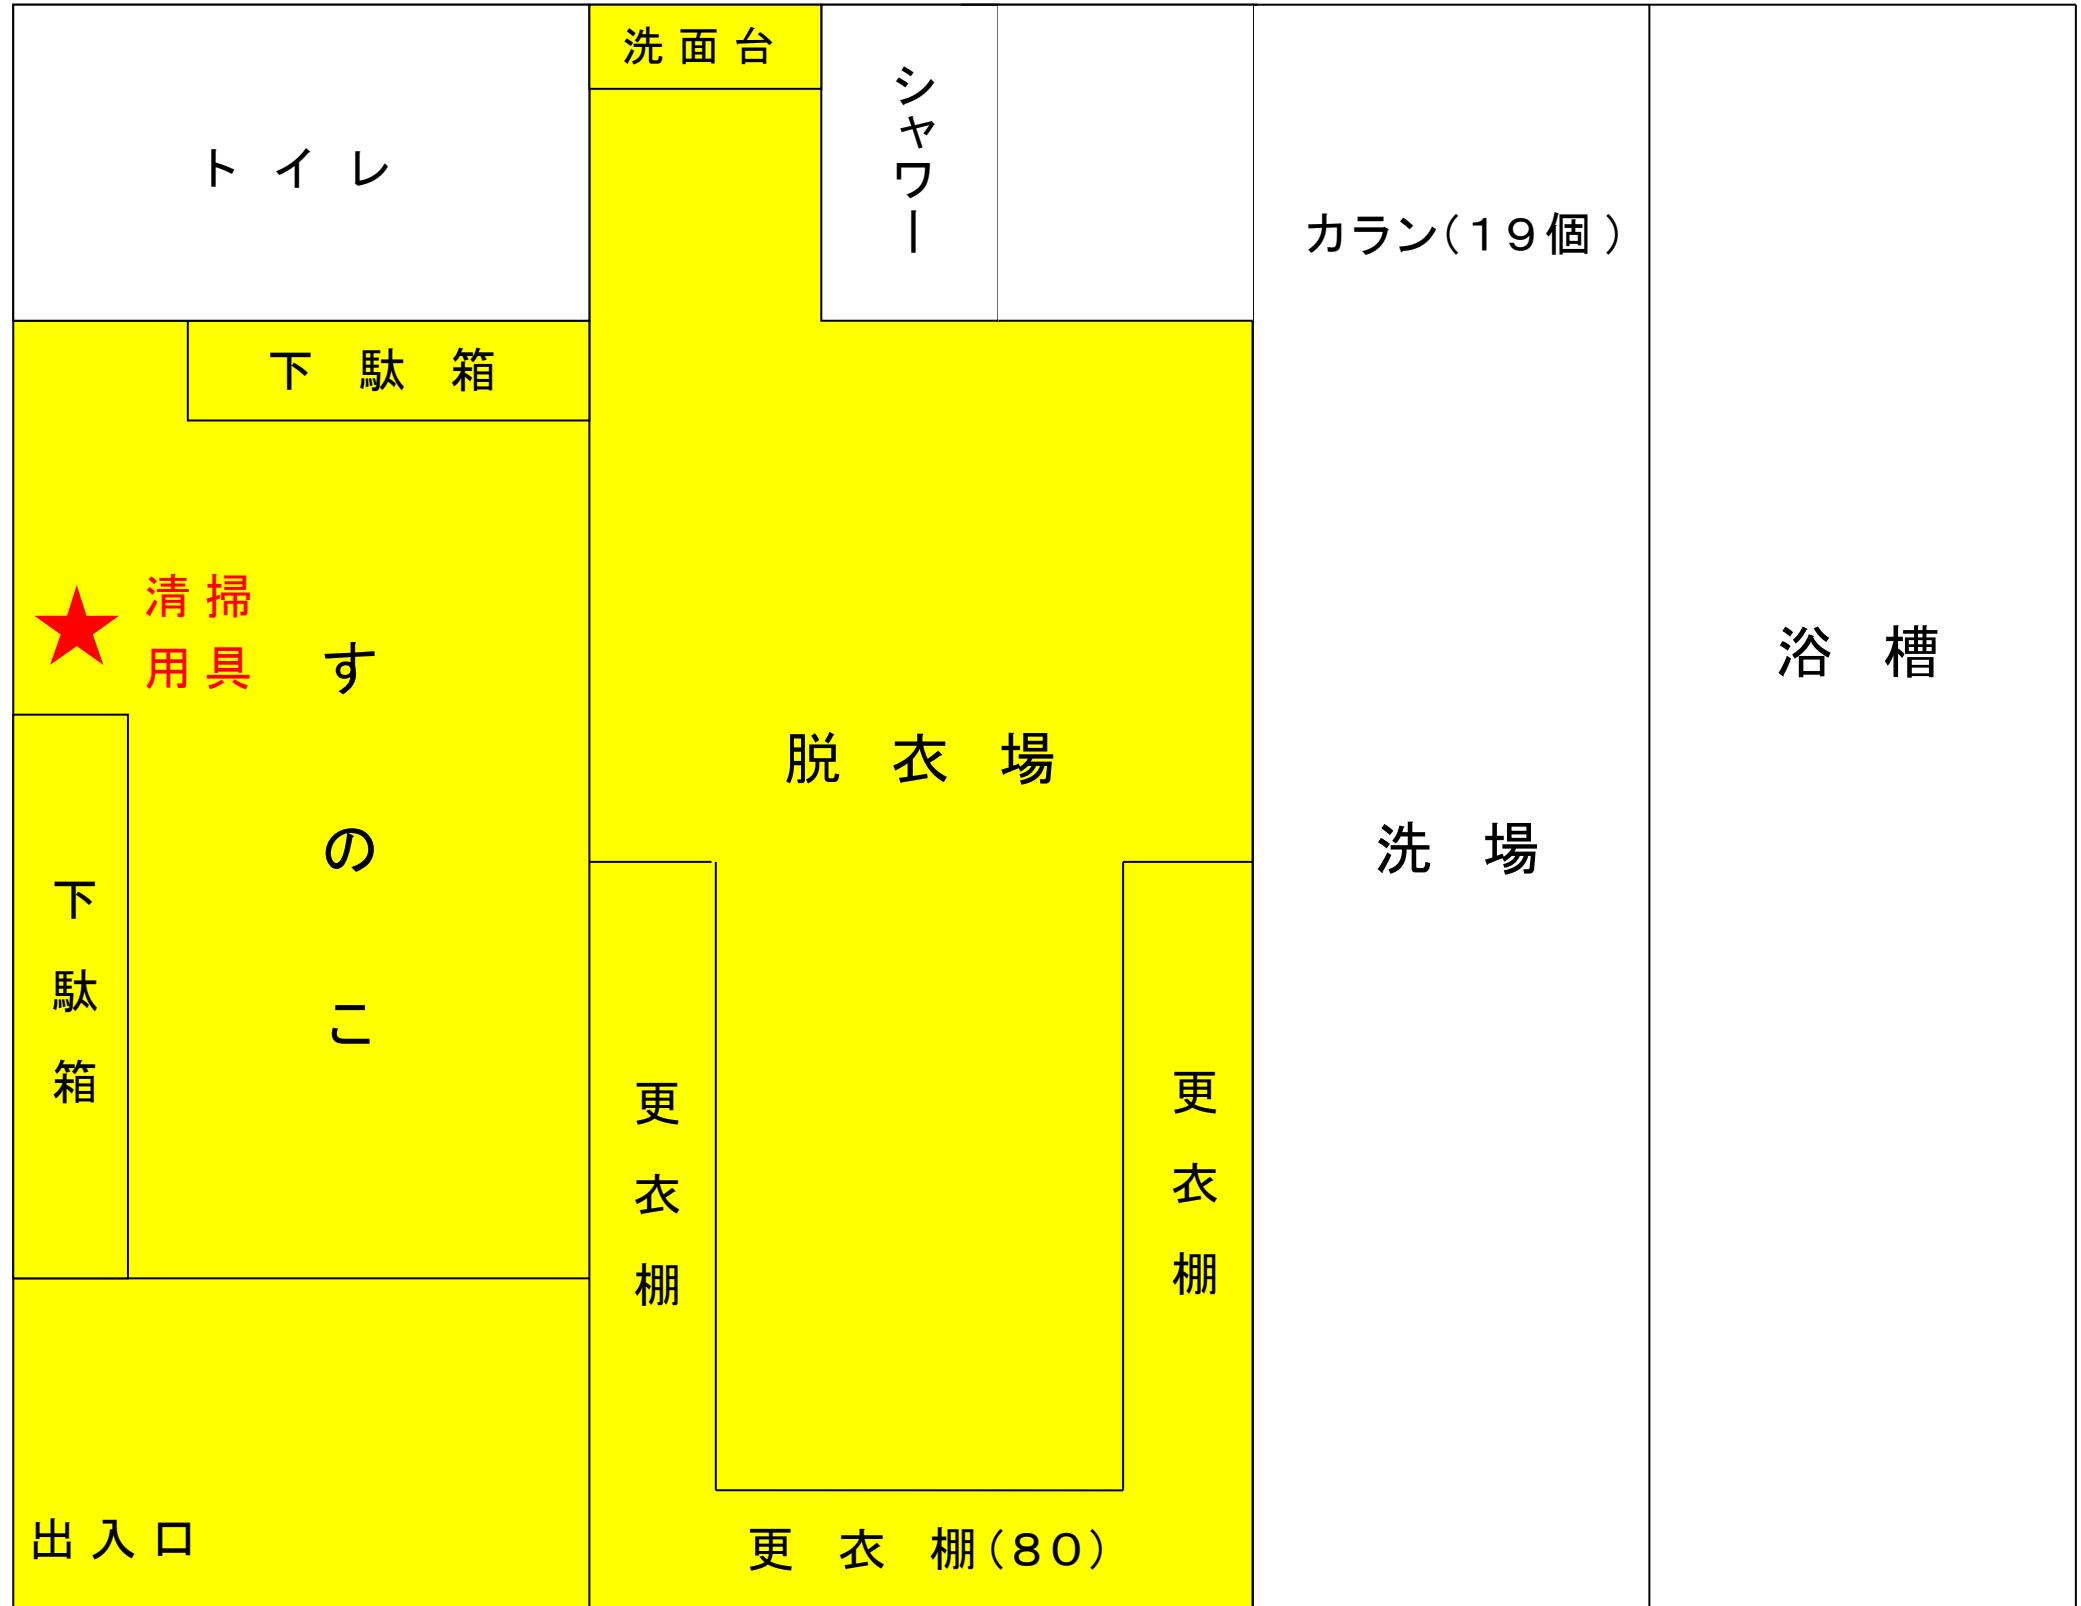 洗面台
シャワー
トイレ
カラン(19個)
下駄箱
清掃
用具
すのこ
脱衣場
洗場
浴槽
下駄箱
更衣棚
更衣棚
出入口
更衣棚(80)